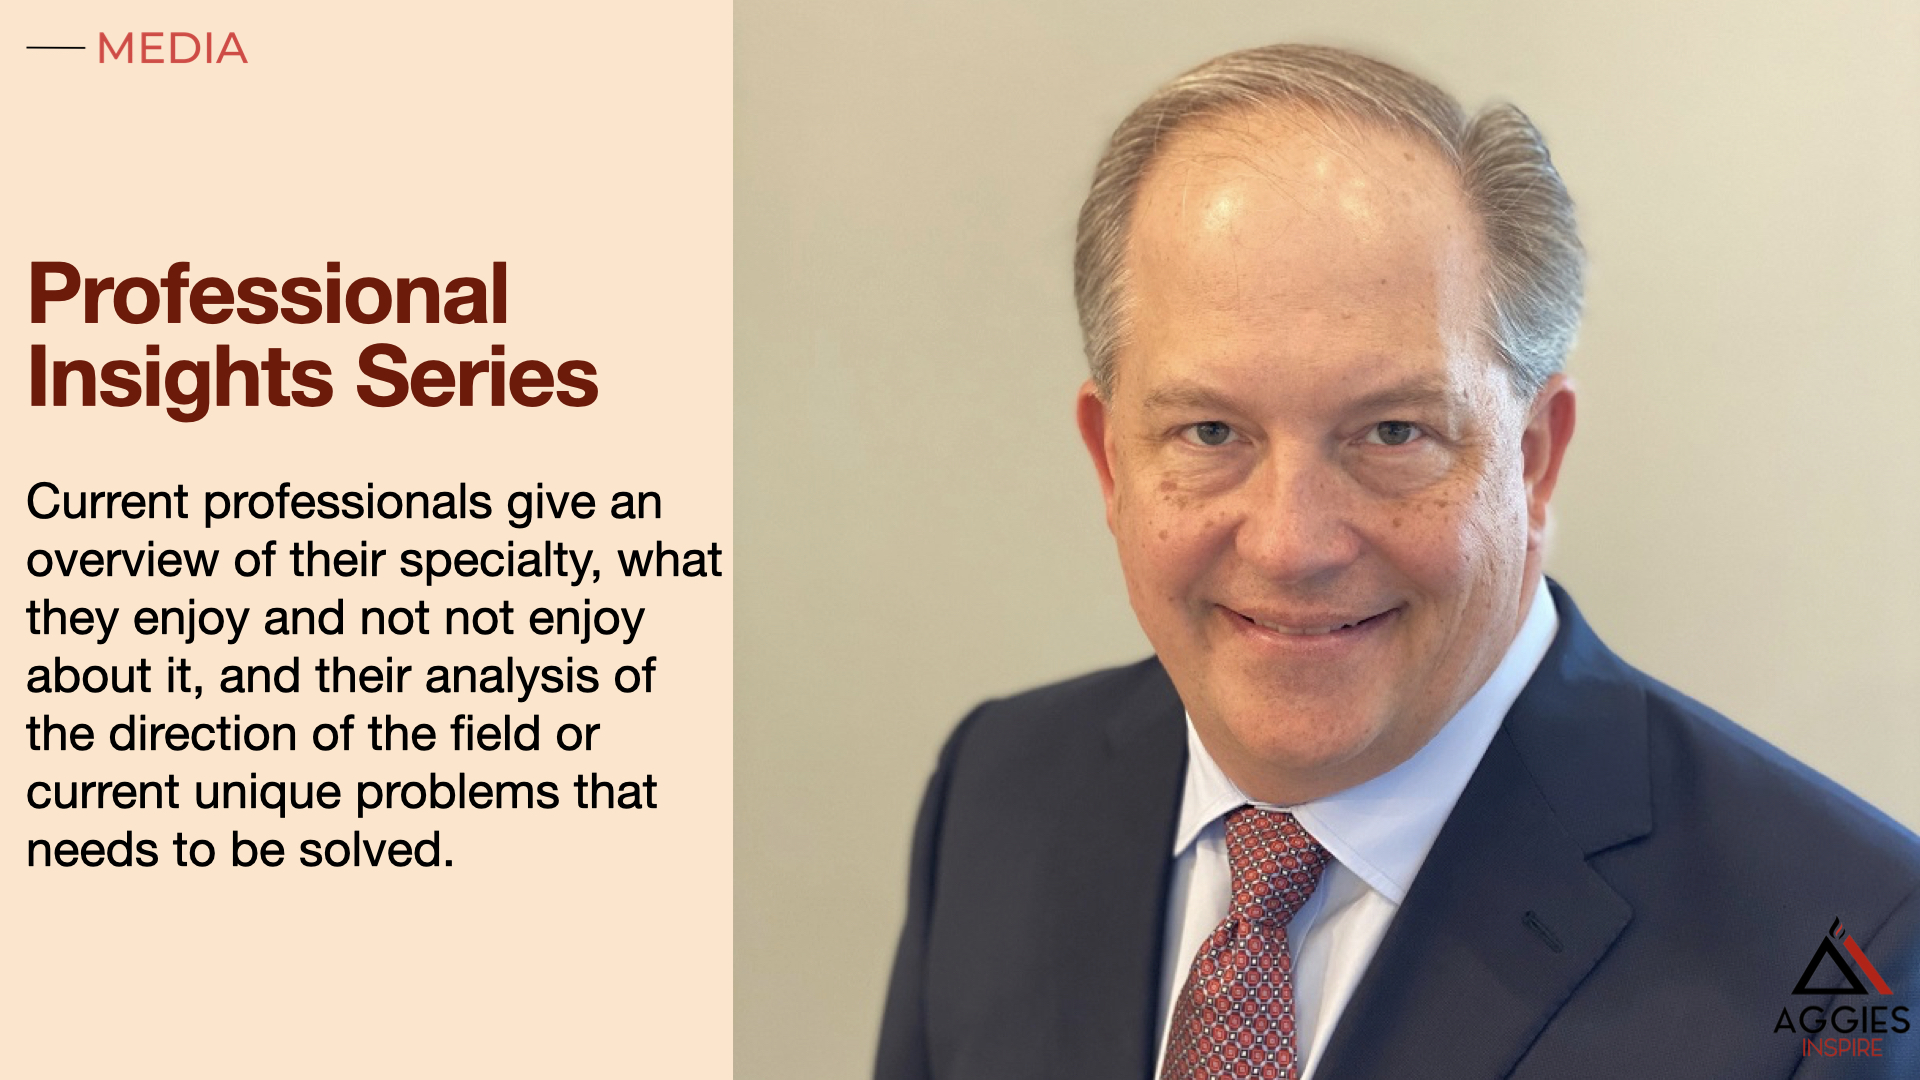 MEDIA
Professional
Insights Series
Current professionals give an
overview of their specialty, what
they enjoy and not not enjoy
about it, and their analysis of
the direction of the field or
current unique problems that
needs to be solved.
AGGIES
INSPIRE